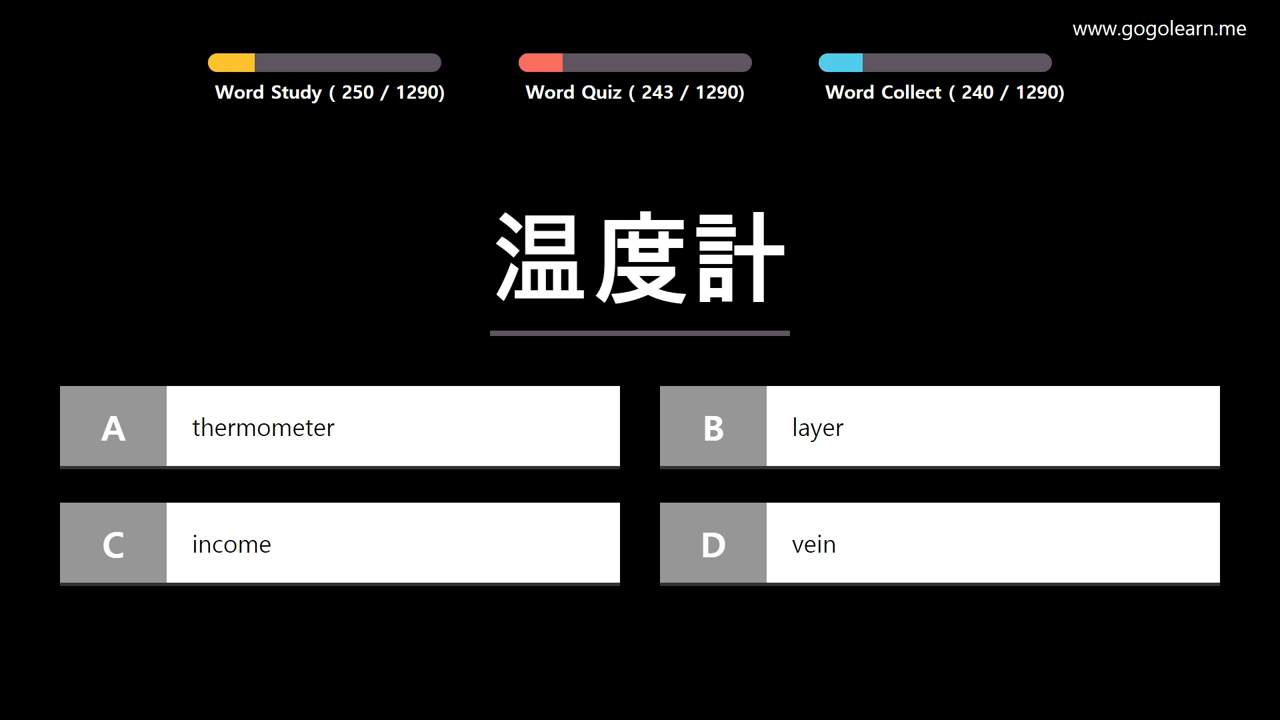 www.gogolearn.me
Word Study ( 250 / 1290)
Word Quiz ( 243 / 1290)
Word Collect ( 240 / 1290)
温度計
A thermometer
B layer
C income
D vein